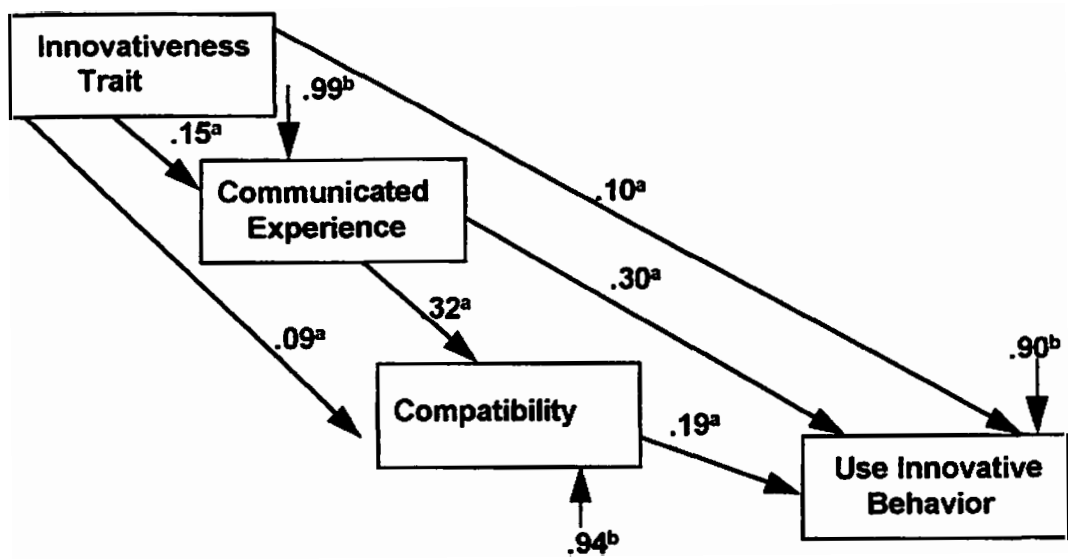 Innovativeness
Trait
.99ᵇ
.15ᵃ
Communicated
Experience
.10ᵃ
.30ᵃ
.32ᵃ
.09ᵃ
.90ᵇ
Compatibility
.19ᵃ
Use Innovative
Behavior
.94ᵇ